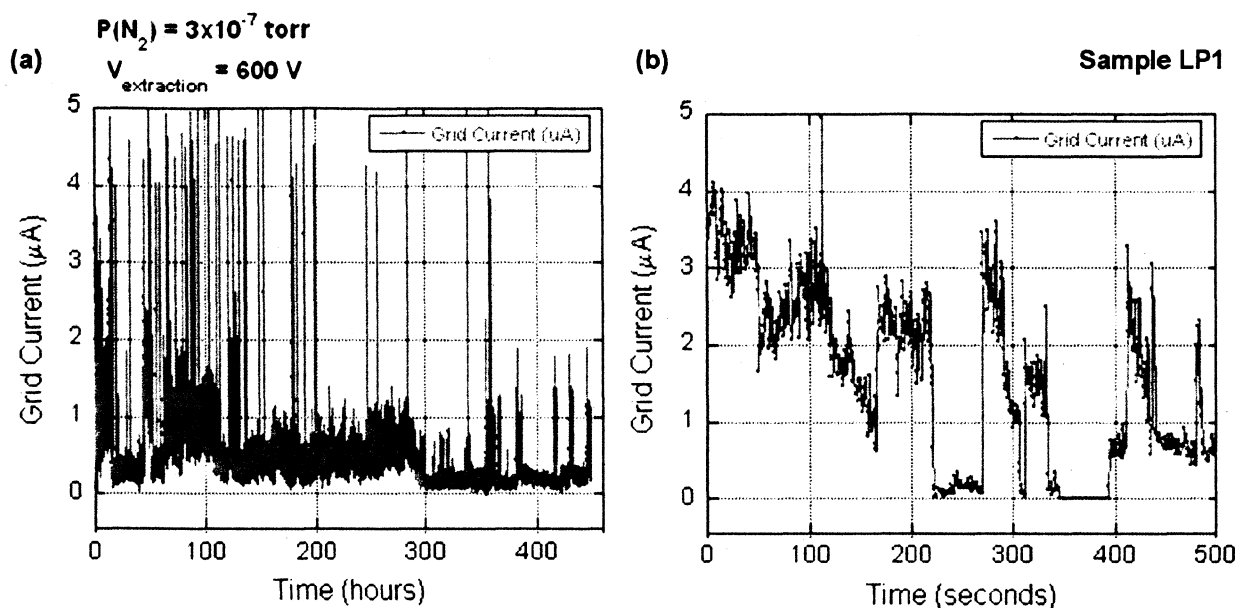 P(N₂) = 3x10⁻⁷ torr
(a) V_extraction = 600 V
(b) Sample LP1
Grid Current (uA)
5
4
3
2
1
0
Grid Current (μA)
0 100 200 300 400
Time (hours)
Grid Current (uA)
5
4
3
2
1
0
Grid Current (μA)
0 100 200 300 400 500
Time (seconds)